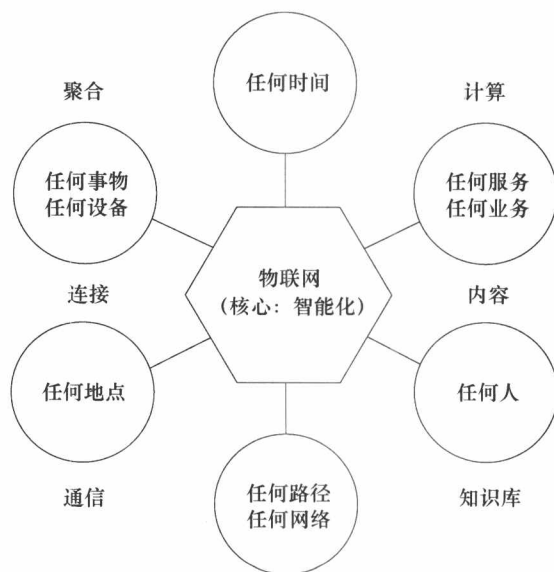 任何时间
聚合
计算
任何事物
任何设备
任何服务
任何业务
物联网
(核心：智能化)
连接
内容
任何地点
任何人
任何路径
任何网络
通信
知识库